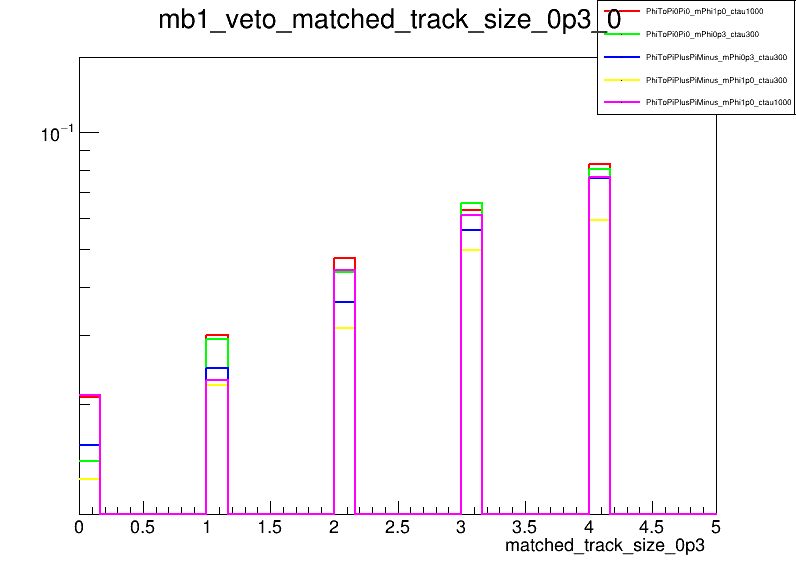 mb1_veto_matched_track_size_0p3_0
PhiToPi0Pi0_mPhi1p0_ctau1000
PhiToPi0Pi0_mPhi0p3_ctau300
PhiToPiPlusPiMinus_mPhi0p3_ctau300
PhiToPiPlusPiMinus_mPhi1p0_ctau300
PhiToPiPlusPiMinus_mPhi1p0_ctau1000
10⁻¹
0 0.5 1 1.5 2 2.5 3 3.5 4 4.5 5
matched_track_size_0p3